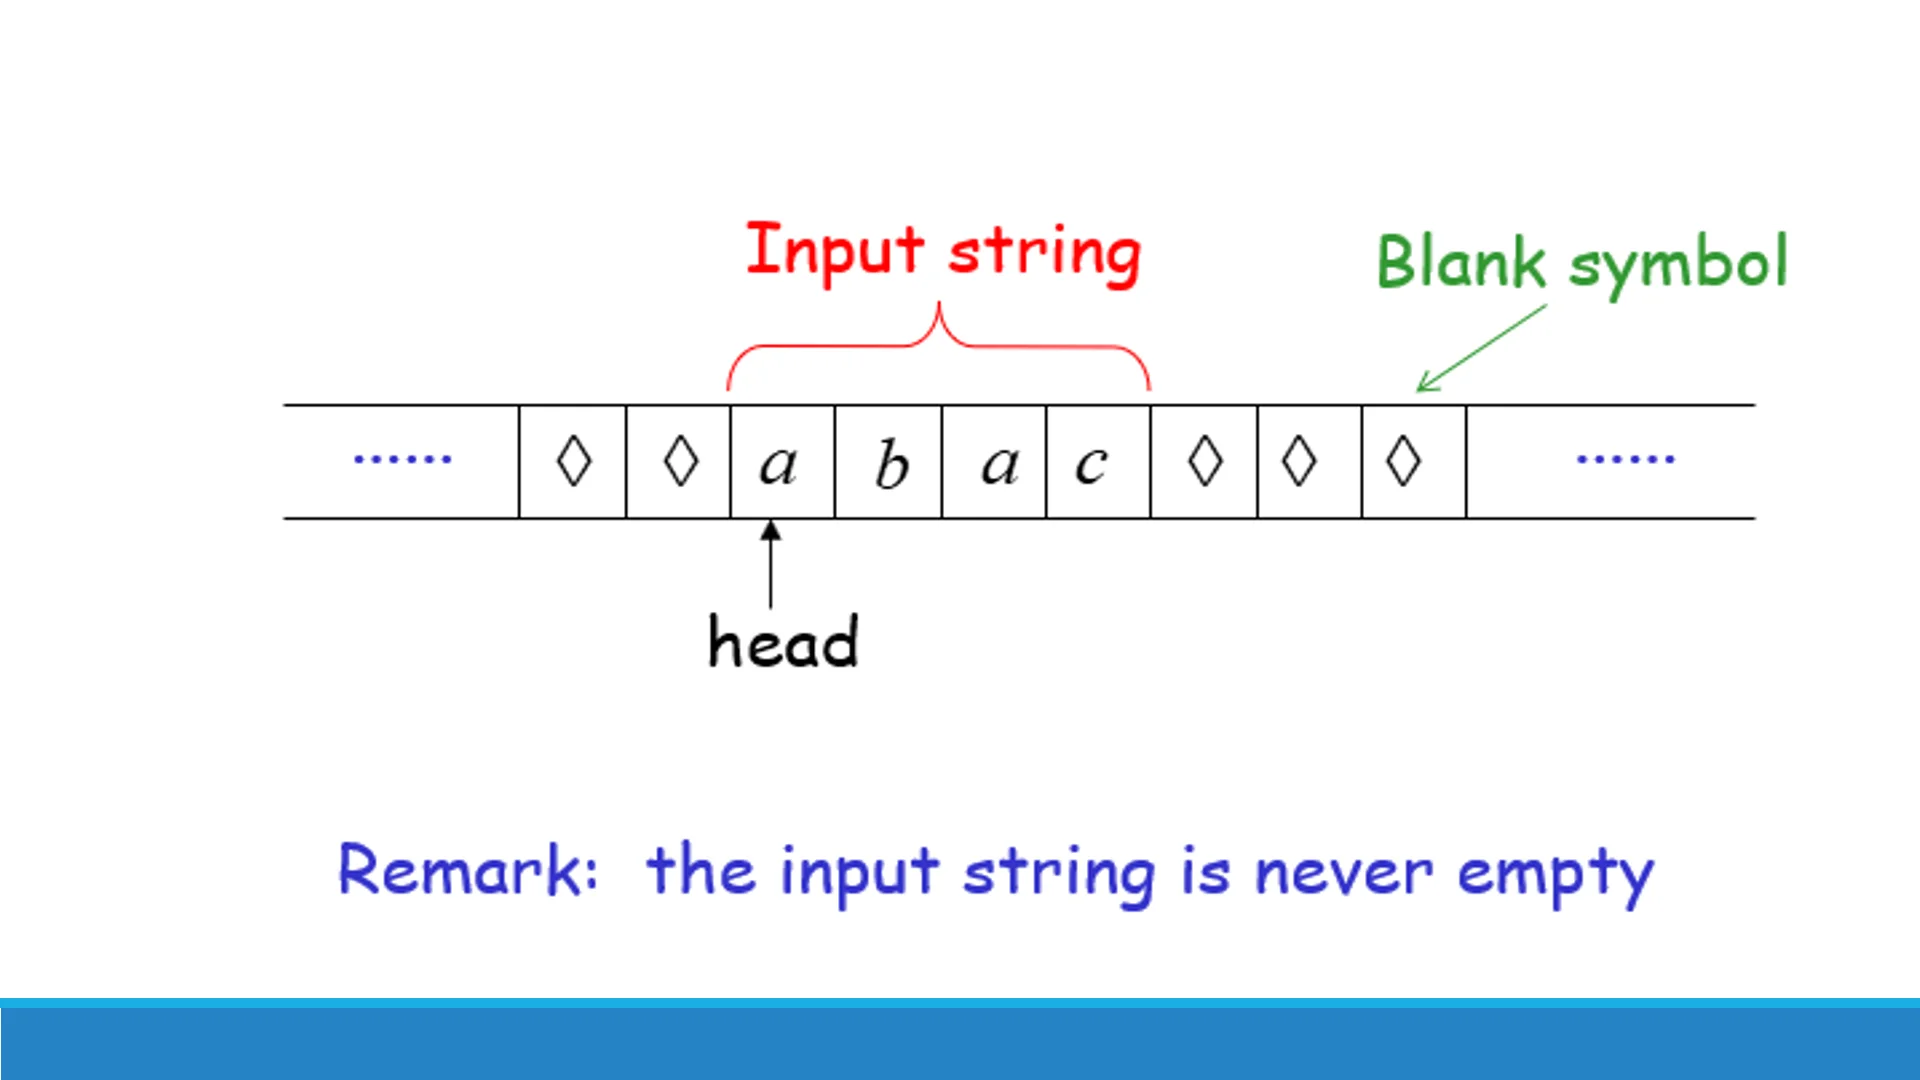 Input string
Blank symbol
...... ◊ ◊ a b a c ◊ ◊ ◊ ......
head
Remark: the input string is never empty